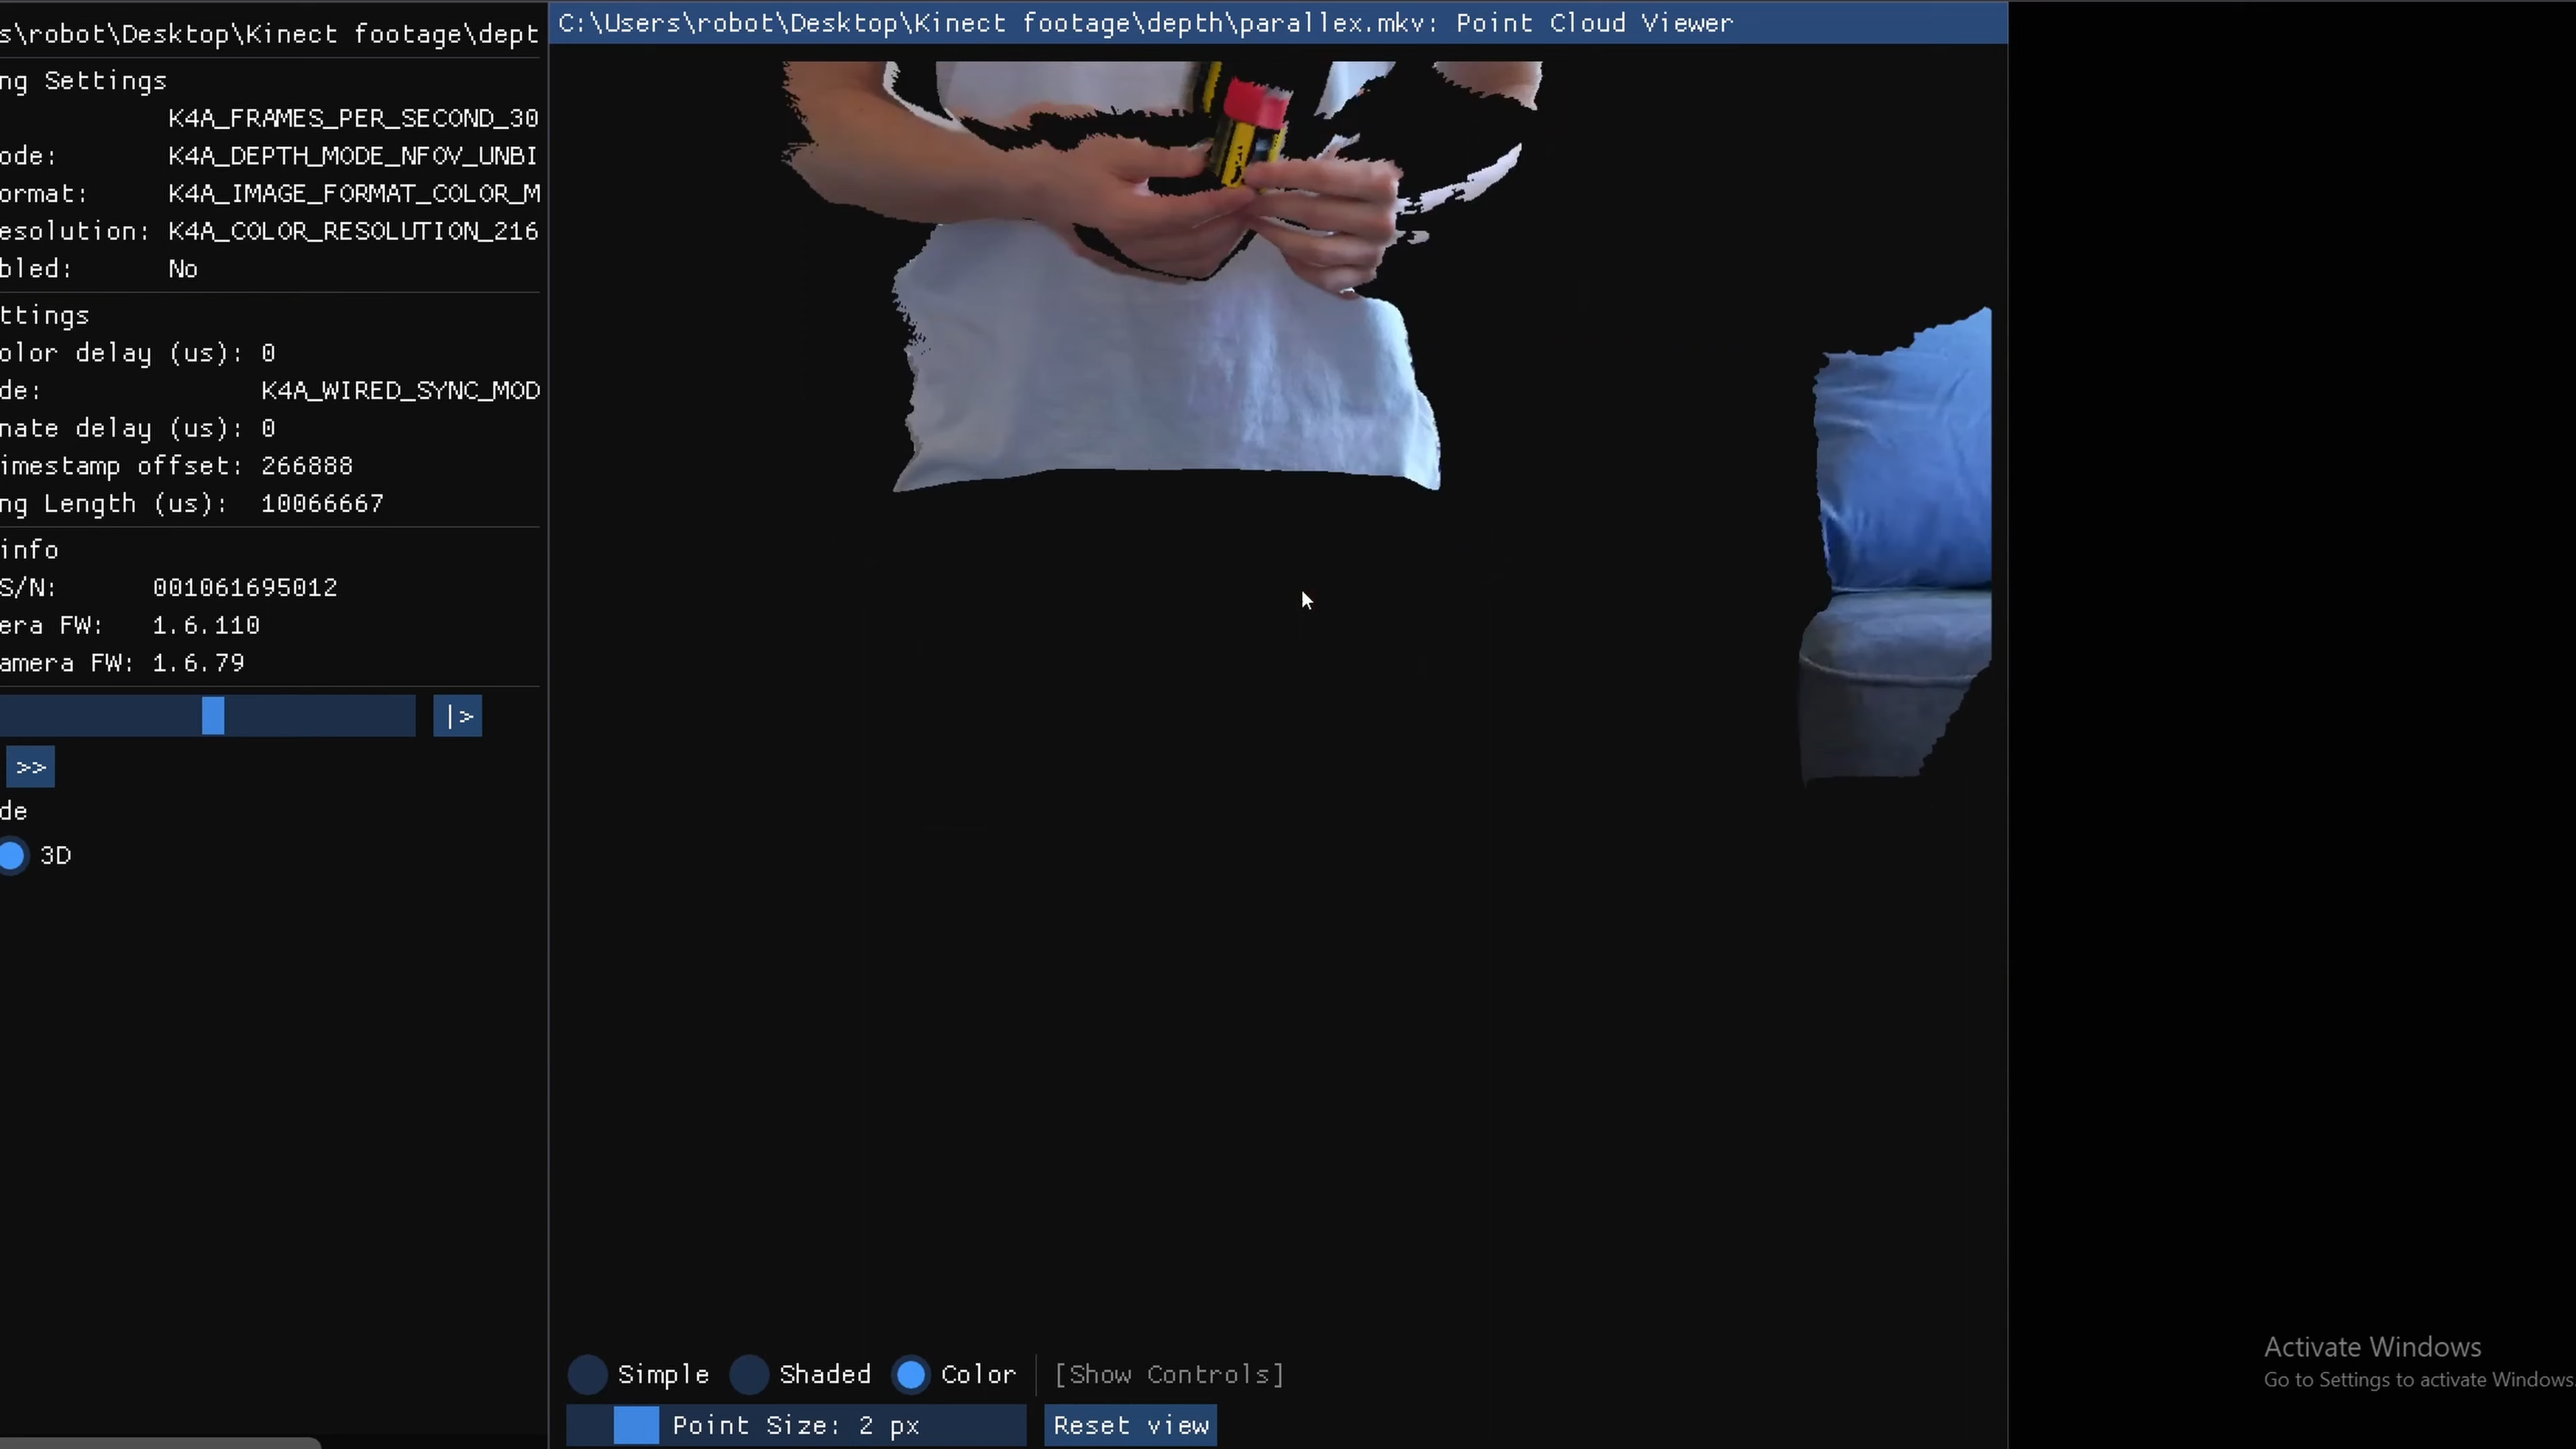 s\robot\Desktop\Kinect footage\dept
ng Settings
K4A_FRAMES_PER_SECOND_30
ode: K4A_DEPTH_MODE_NFOV_UNBI
ormat: K4A_IMAGE_FORMAT_COLOR_M
esolution: K4A_COLOR_RESOLUTION_216
bled: No
ttings
olor delay (us): 0
de: K4A_WIRED_SYNC_MOD
nate delay (us): 0
imestamp offset: 266888
ng Length (us): 10066667
info
S/N: 001061695012
era FW: 1.6.110
amera FW: 1.6.79
|>
>>
de
3D
C:\Users\robot\Desktop\Kinect footage\depth\parallex.mkv: Point Cloud Viewer
Simple Shaded Color [Show Controls]
Point Size: 2 px Reset view
Activate Windows
Go to Settings to activate Windows.